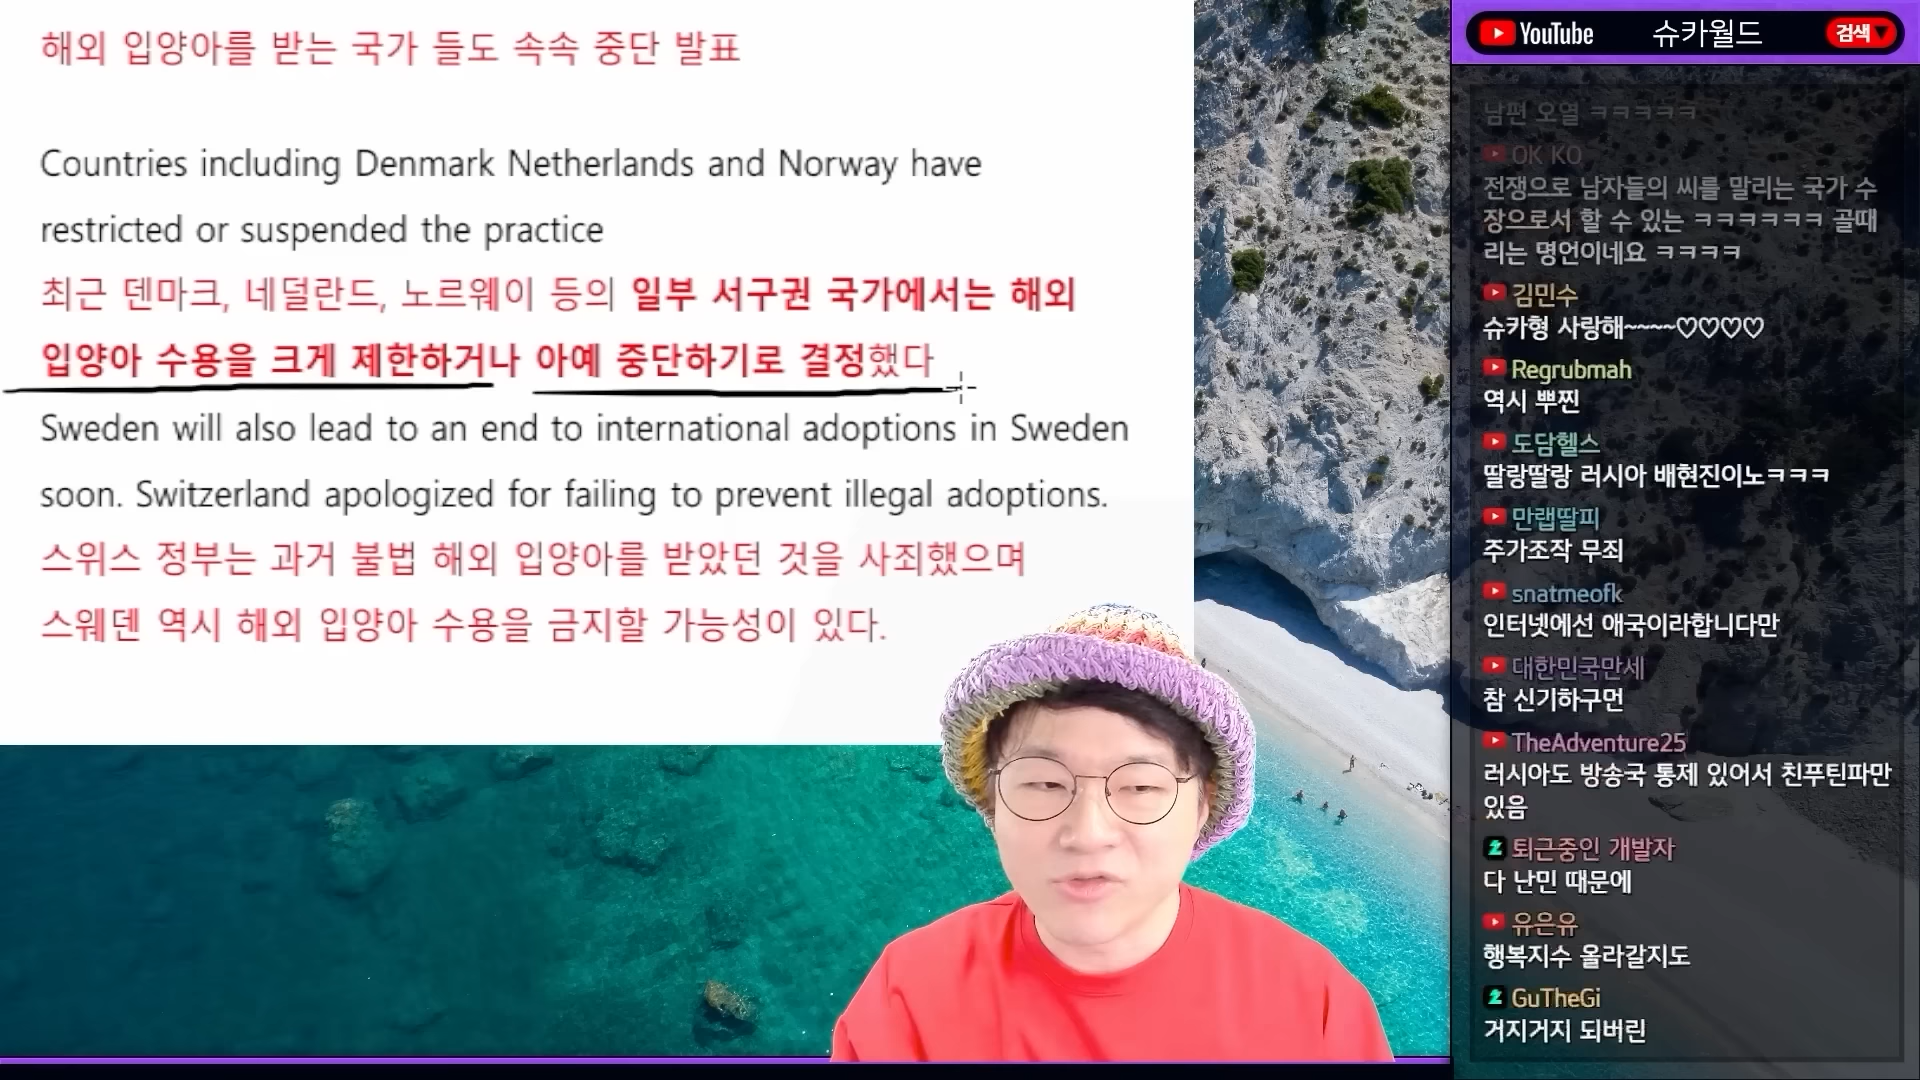 해외 입양아를 받는 국가 들도 속속 중단 발표
Countries including Denmark Netherlands and Norway have
restricted or suspended the practice
최근 덴마크, 네덜란드, 노르웨이 등의 일부 서구권 국가에서는 해외
입양아 수용을 크게 제한하거나 아예 중단하기로 결정했다
Sweden will also lead to an end to international adoptions in Sweden
soon. Switzerland apologized for failing to prevent illegal adoptions.
스위스 정부는 과거 불법 해외 입양아를 받았던 것을 사죄했으며
스웨덴 역시 해외 입양아 수용을 금지할 가능성이 있다.
YouTube 슈카월드 검색
남편 오열 ㅋㅋㅋㅋㅋ
OK KO
전쟁으로 남자들의 씨를 말리는 국가 수
장으로서 할 수 있는 ㅋㅋㅋㅋㅋㅋ 골때
리는 명언이네요 ㅋㅋㅋㅋ
김민수
슈카형 사랑해~~~~♡♡♡♡
Regrubmah
역시 뿌찐
도담헬스
딸랑딸랑 러시아 배현진이노ㅋㅋㅋ
만랩딸피
주가조작 무죄
snatmeofk
인터넷에선 애국이라합니다만
대한민국만세
참 신기하구먼
TheAdventure25
러시아도 방송국 통제 있어서 친푸틴파만
있음
퇴근중인 개발자
다 난민 때문에
유은유
행복지수 올라갈지도
GuTheGi
거지거지 되버린